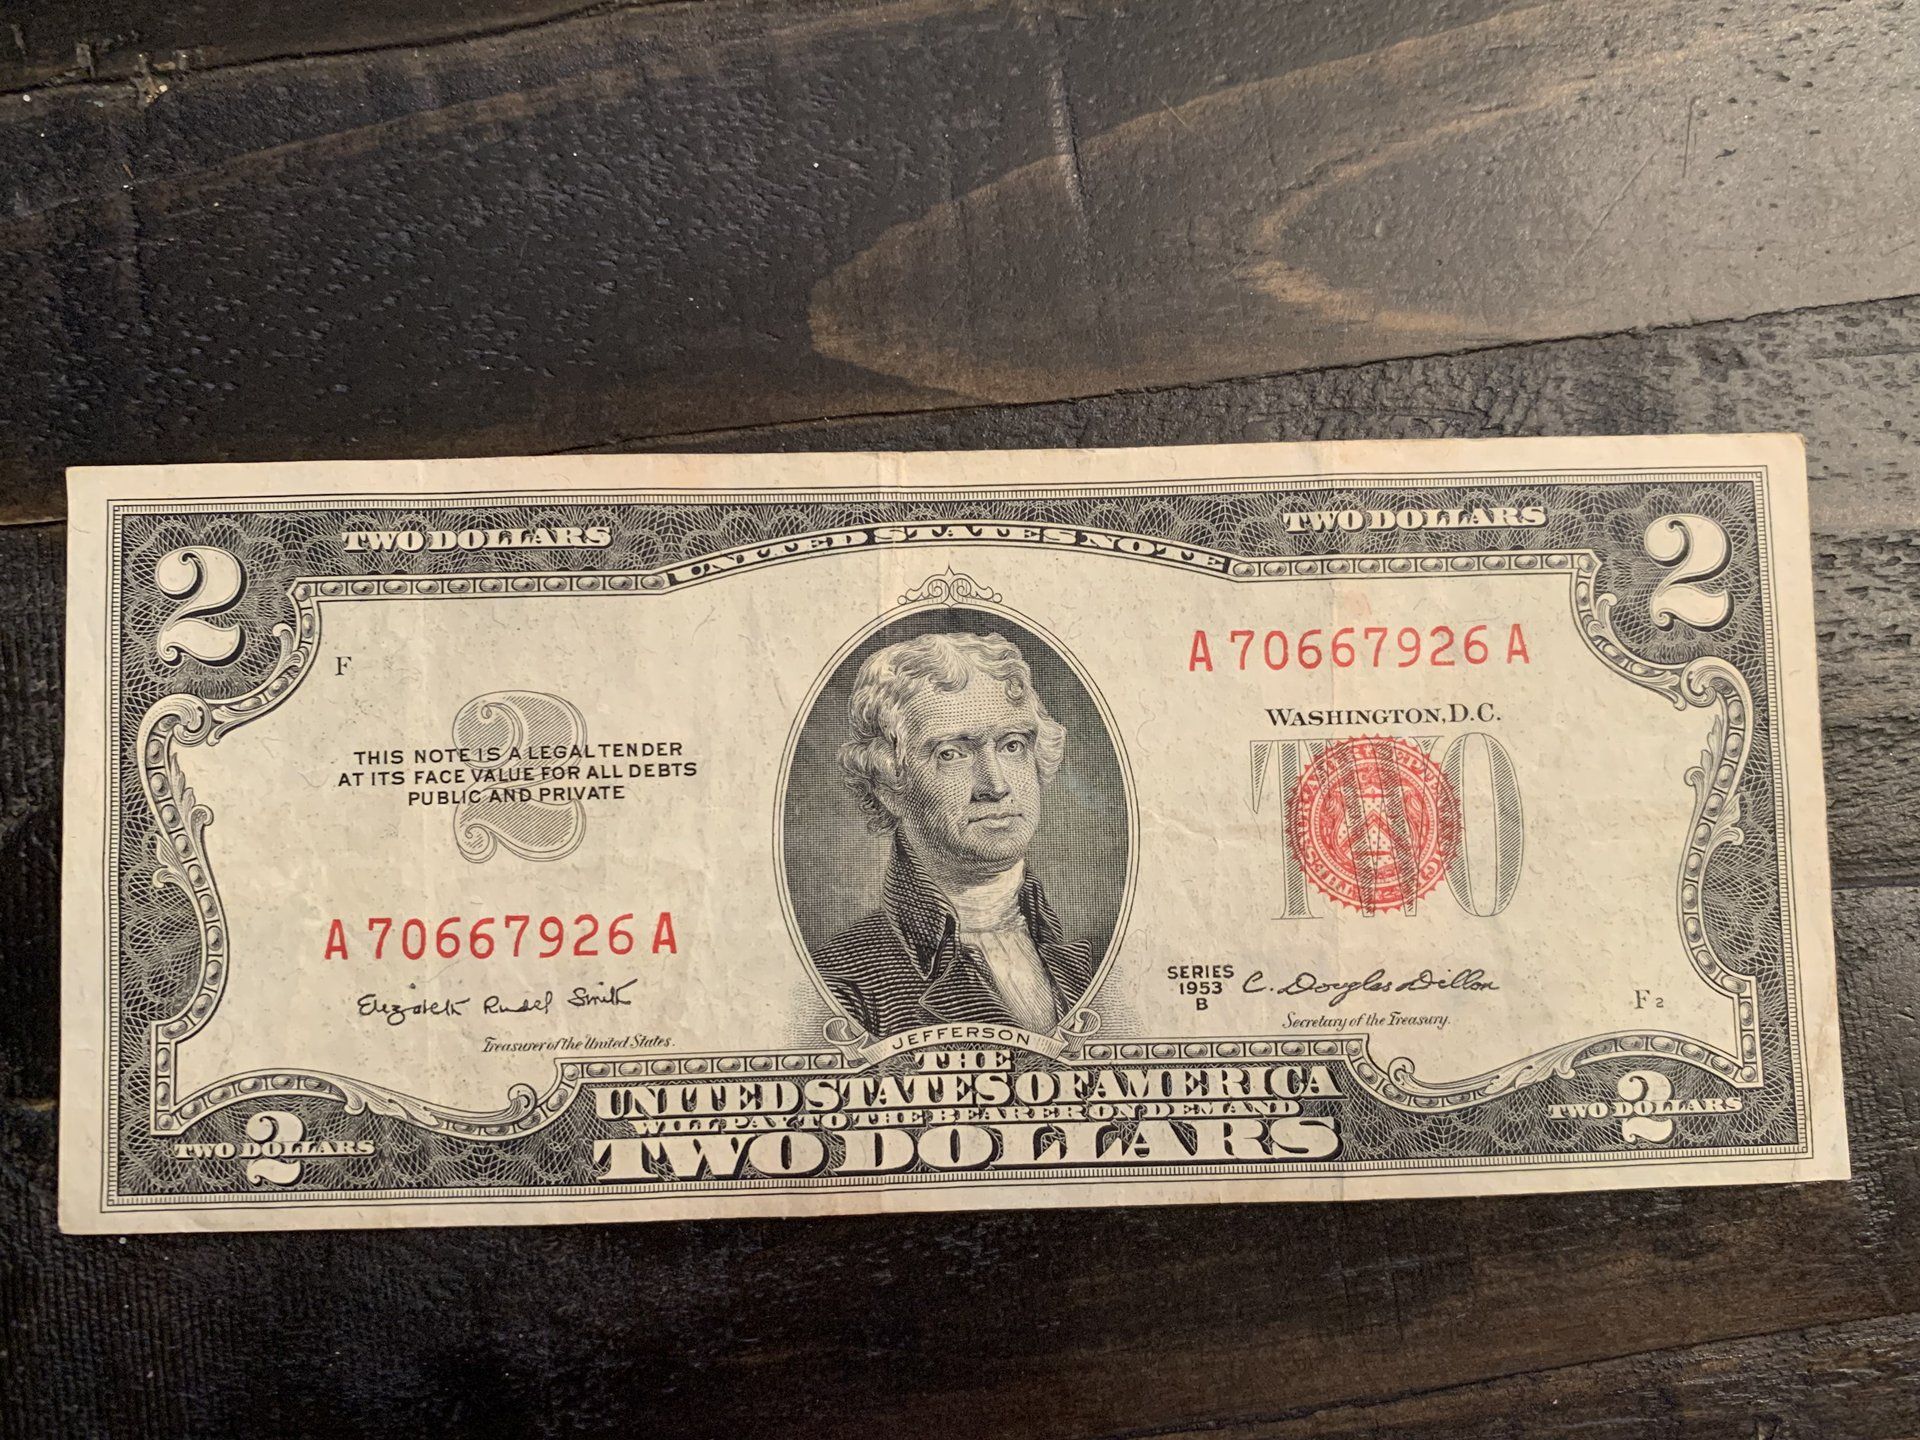 TWO DOLLARS
UNITED STATES NOTE
TWO DOLLARS
2
2
F
A 70667926 A
WASHINGTON, D.C.
2
THIS NOTE IS A LEGAL TENDER
AT ITS FACE VALUE FOR ALL DEBTS
PUBLIC AND PRIVATE
TWO
A 70667926 A
Elizabeth Rudel Smith
Treasurer of the United States.
SERIES
1953
B
C. Douglas Dillon
Secretary of the Treasury.
F 2
JEFFERSON
THE
UNITED STATES OF AMERICA
WILL PAY TO THE BEARER ON DEMAND
TWO DOLLARS
2
TWO DOLLARS
2
TWO DOLLARS